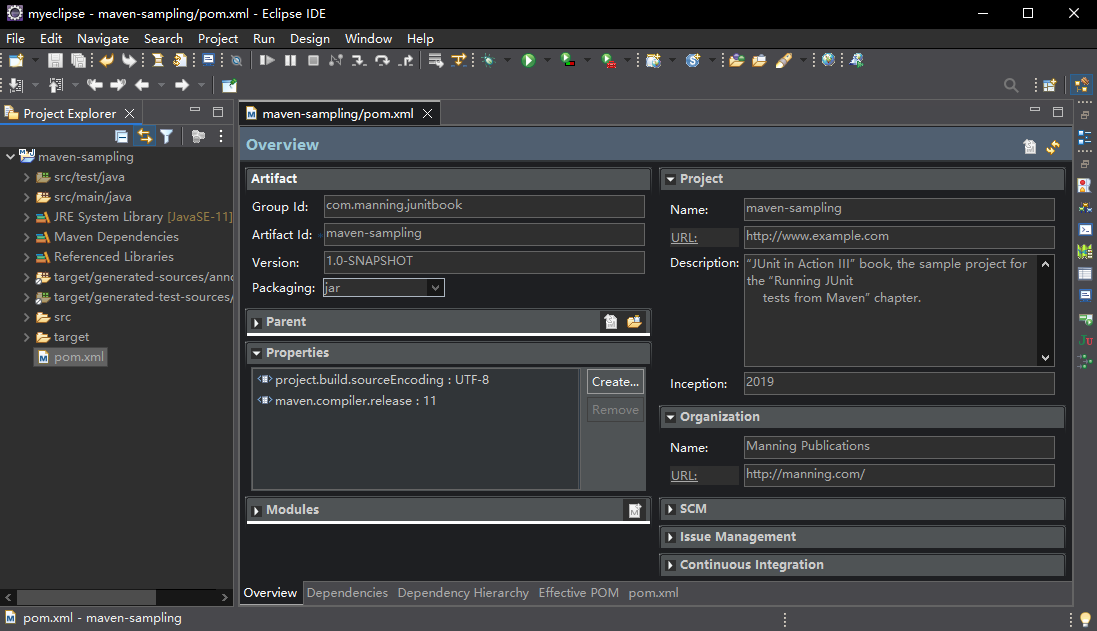 myeclipse - maven-sampling/pom.xml - Eclipse IDE
File Edit Navigate Search Project Run Design Window Help
Project Explorer
maven-sampling
src/test/java
src/main/java
JRE System Library [JavaSE-11]
Maven Dependencies
Referenced Libraries
target/generated-sources/anno
target/generated-test-sources/
src
target
pom.xml
maven-sampling/pom.xml
Overview
Artifact
Group Id: com.manning.junitbook
Artifact Id: maven-sampling
Version: 1.0-SNAPSHOT
Packaging: jar
Parent
Properties
project.build.sourceEncoding : UTF-8
maven.compiler.release : 11
Create...
Remove
Modules
Project
Name: maven-sampling
URL: http://www.example.com
Description: “JUnit in Action III” book, the sample project for
the “Running JUnit
tests from Maven” chapter.
Inception: 2019
Organization
Name: Manning Publications
URL: http://manning.com/
SCM
Issue Management
Continuous Integration
Overview Dependencies Dependency Hierarchy Effective POM pom.xml
pom.xml - maven-sampling